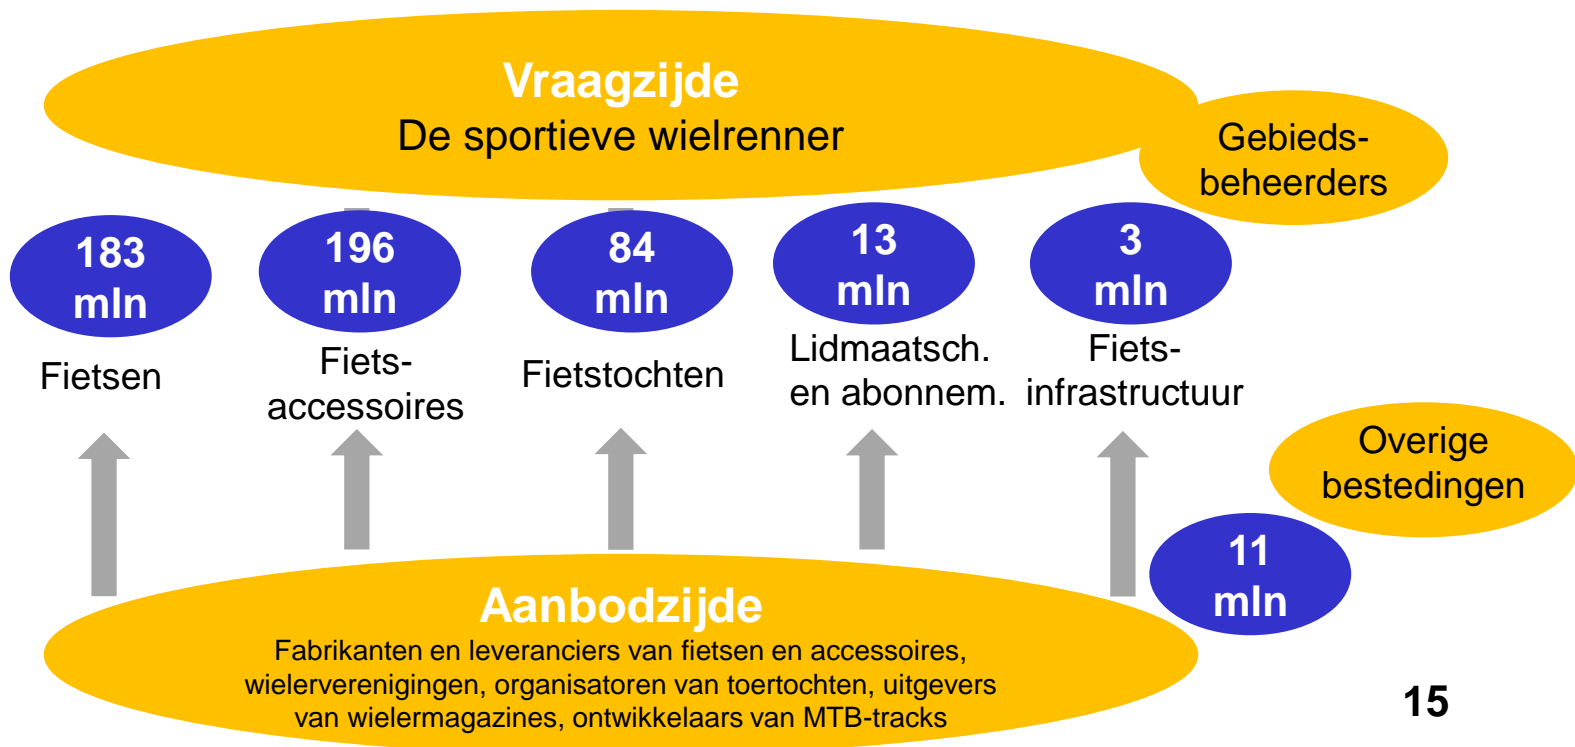 Vraagzijde
De sportieve wielrenner
Gebieds-
beheerders
183
mln
196
mln
84
mln
13
mln
3
mln
Fietsen
Fiets-
accessoires
Fietstochten
Lidmaatsch.
en abonnem.
Fiets-
infrastructuur
Overige
bestedingen
11
mln
Aanbodzijde
Fabrikanten en leveranciers van fietsen en accessoires,
wielerverenigingen, organisatoren van toertochten, uitgevers
van wielermagazines, ontwikkelaars van MTB-tracks
15